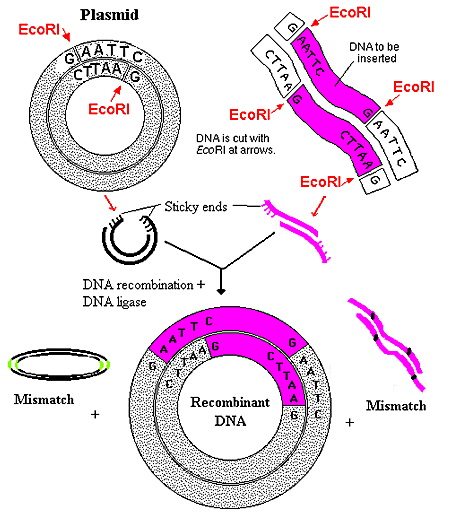 Plasmid
EcoRI
G A A T T C
C T T A A G
EcoRI
EcoRI
G
A A T T C
C T T A A
G
DNA to be
inserted
EcoRI
EcoRI
G
A A T T C
C T T A A
G
EcoRI
DNA is cut with
EcoRI at arrows.
Sticky ends
DNA recombination +
DNA ligase
G A A T T C
C T T A A G
G A A T T C
C T T A A G
Recombinant
DNA
Mismatch
+
+
Mismatch